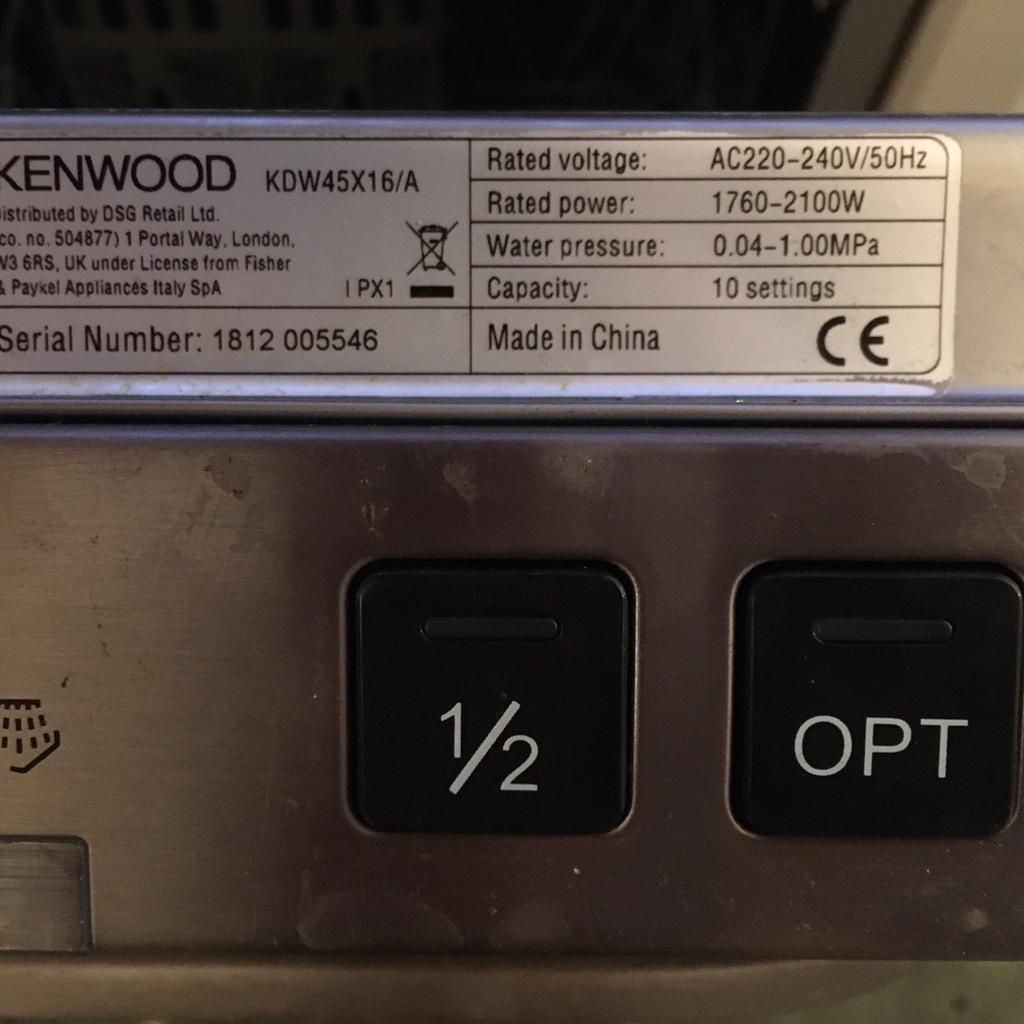 KENWOOD KDW45X16/A
istributed by DSG Retail Ltd.
co. no. 504877) 1 Portal Way, London,
W3 6RS, UK under License from Fisher
& Paykel Appliances Italy SpA
IPX1
Serial Number: 1812 005546
Rated voltage: AC220-240V/50Hz
Rated power: 1760-2100W
Water pressure: 0.04-1.00MPa
Capacity: 10 settings
Made in China CE
1/2
OPT